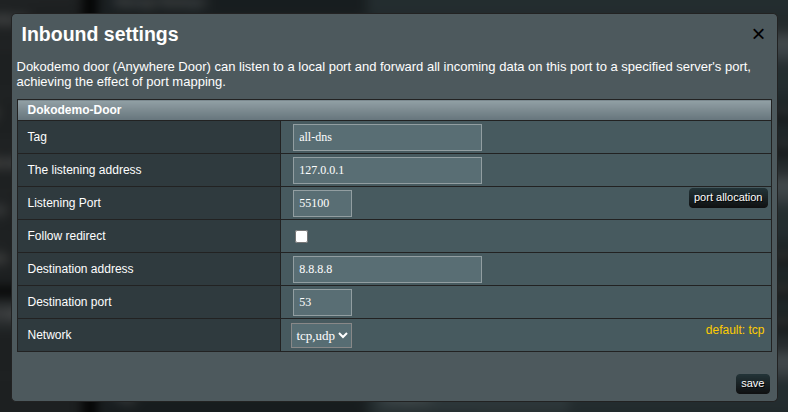 Inbound settings
✕
Dokodemo door (Anywhere Door) can listen to a local port and forward all incoming data on this port to a specified server's port,
achieving the effect of port mapping.
Dokodemo-Door
Tag all-dns
The listening address 127.0.0.1
Listening Port 55100 port allocation
Follow redirect
Destination address 8.8.8.8
Destination port 53
Network tcp,udp default: tcp
save